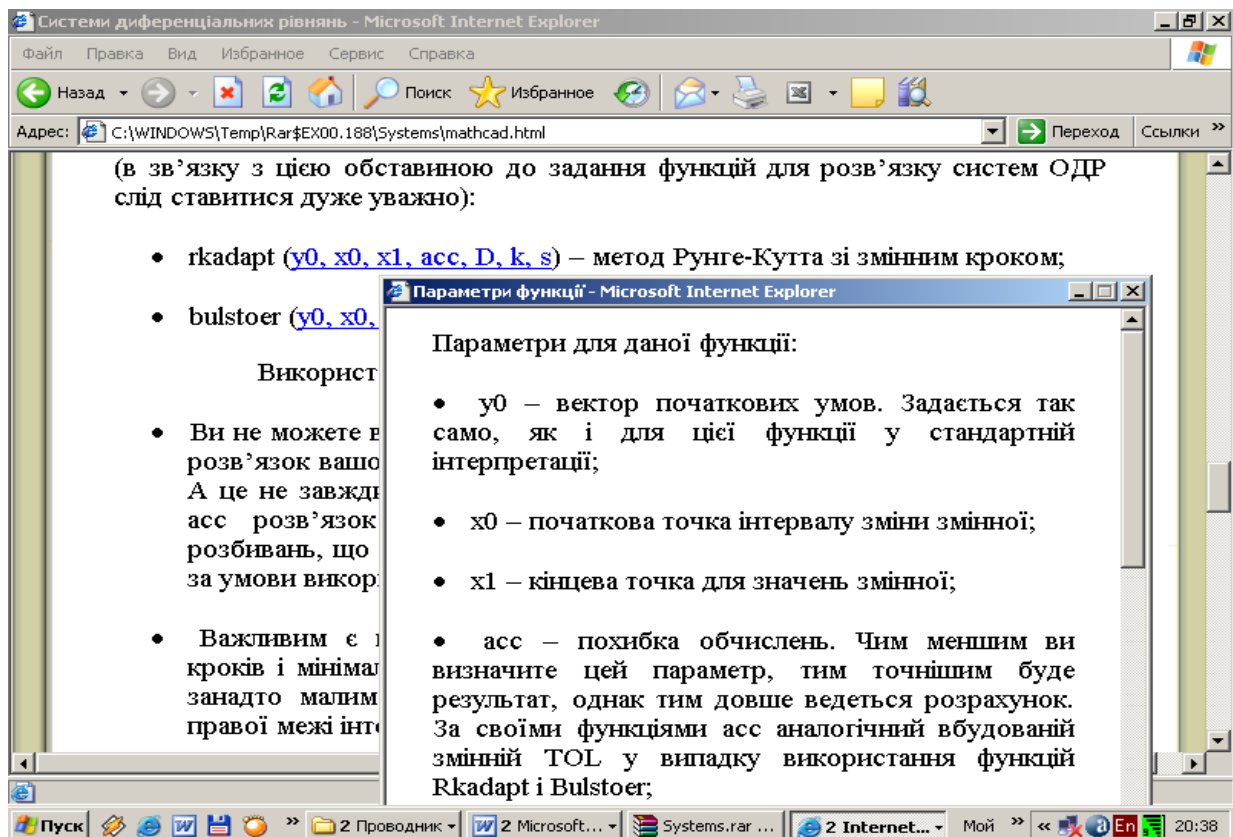 Системи диференціальних рівнянь - Microsoft Internet Explorer
Файл Правка Вид Избранное Сервис Справка
Назад Поиск Избранное
Адрес: C:\WINDOWS\Temp\Rar$EX00.188\Systems\mathcad.html Переход Ссылки »
(в зв’язку з цією обставиною до задання функцій для розв’язку систем ОДР
слід ставитися дуже уважно):
• rkadapt (y0, x0, x1, acc, D, k, s) – метод Рунге-Кутта зі змінним кроком;
• bulstoer (y0, x0,
Використ
• Ви не можете в
розв’язок вашо
А це не завжди
acc розв’язок
розбивань, що
за умови викор
• Важливим є
кроків і мініма
занадто малим
правої межі інт
Параметри функції - Microsoft Internet Explorer
Параметри для даної функції:
• y0 – вектор початкових умов. Задається так
само, як і для цієї функції у стандартній
інтерпретації;
• x0 – початкова точка інтервалу зміни змінної;
• x1 – кінцева точка для значень змінної;
• acc – похибка обчислень. Чим меншим ви
визначите цей параметр, тим точнішим буде
результат, однак тим довше ведеться розрахунок.
За своїми функціями acc аналогічний вбудованій
змінній TOL у випадку використання функцій
Rkadapt і Bulstoer;
Пуск » 2 Проводник 2 Microsoft... Systems.rar ... 2 Internet... Мой » « En 20:38